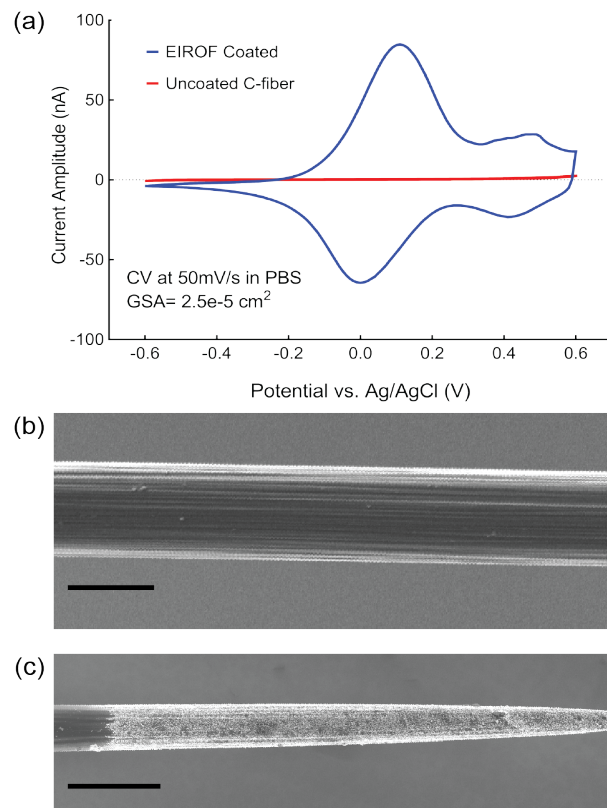 (a)
100
50
0
-50
-100
Current Amplitude (nA)
EIROF Coated
Uncoated C-fiber
CV at 50mV/s in PBS
GSA= 2.5e-5 cm²
-0.6
-0.4
-0.2
0.0
0.2
0.4
0.6
Potential vs. Ag/AgCl (V)
(b)
(c)